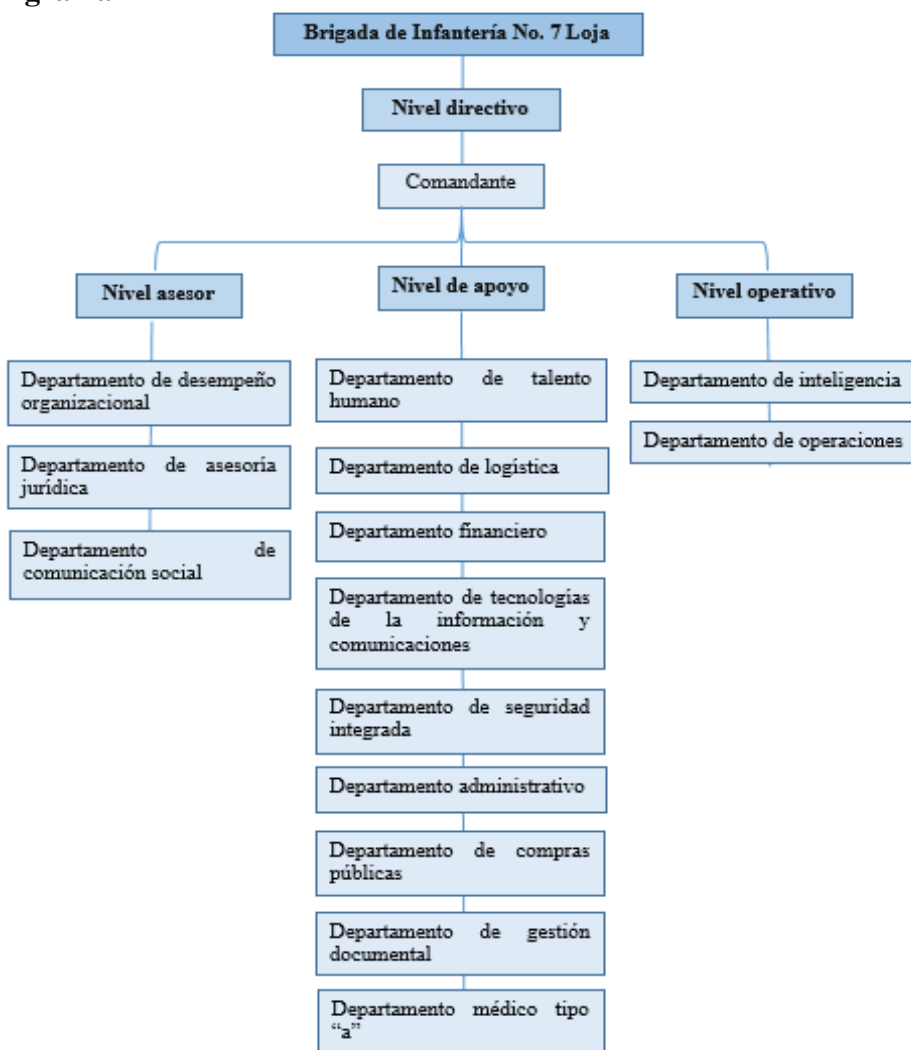 Brigada de Infantería No. 7 Loja
Nivel directivo
Comandante
Nivel asesor
Departamento de desempeño
organizacional
Departamento de asesoría
jurídica
Departamento de
comunicación social
Nivel de apoyo
Departamento de talento
humano
Departamento de logística
Departamento financiero
Departamento de tecnologías
de la información y
comunicaciones
Departamento de seguridad
integrada
Departamento administrativo
Departamento de compras
públicas
Departamento de gestión
documental
Departamento médico tipo
“a”
Nivel operativo
Departamento de inteligencia
Departamento de operaciones